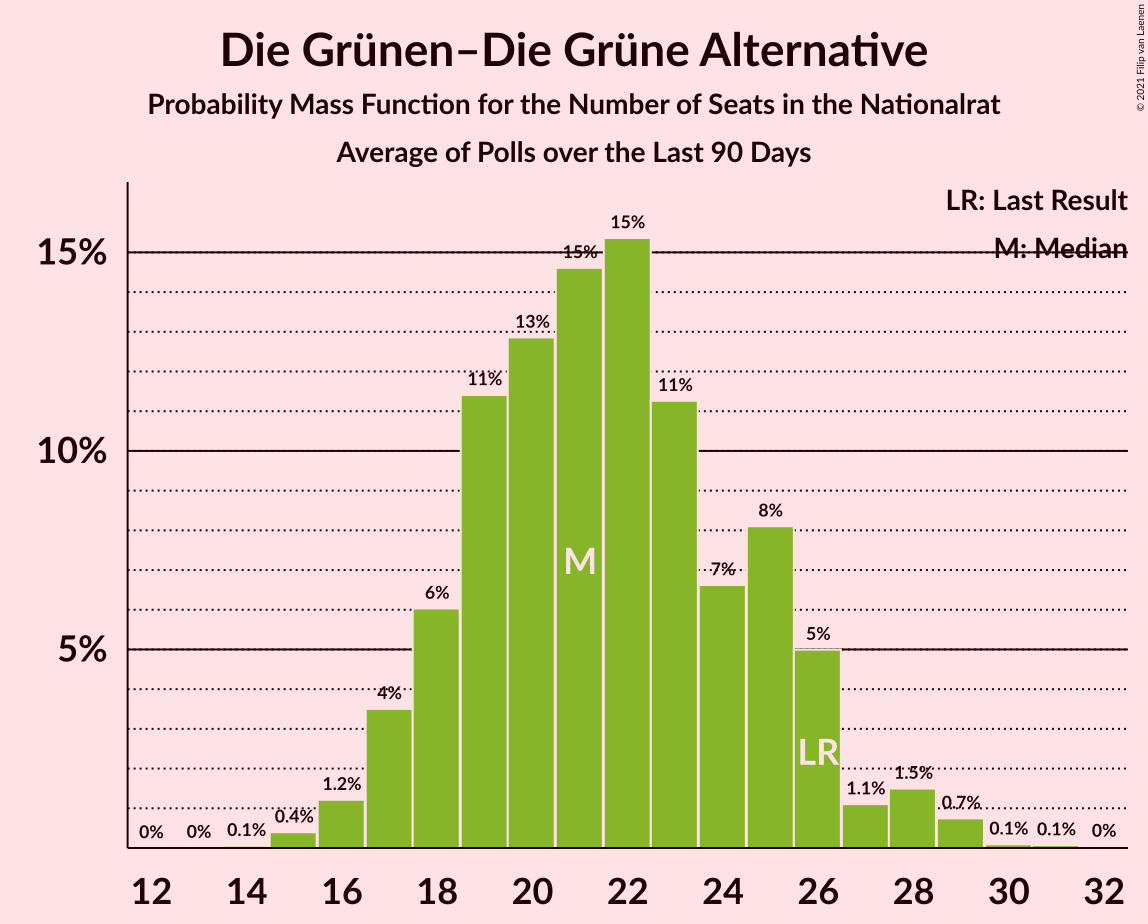 Die Grünen–Die Grüne Alternative
Probability Mass Function for the Number of Seats in the Nationalrat
Average of Polls over the Last 90 Days
© 2021 Filip van Laenen
LR: Last Result
M: Median
15%
10%
5%
0%
0%
0.1%
0.4%
1.2%
4%
6%
11%
13%
15%
15%
11%
7%
8%
5%
1.1%
1.5%
0.7%
0.1%
0.1%
0%
M
LR
12 14 16 18 20 22 24 26 28 30 32